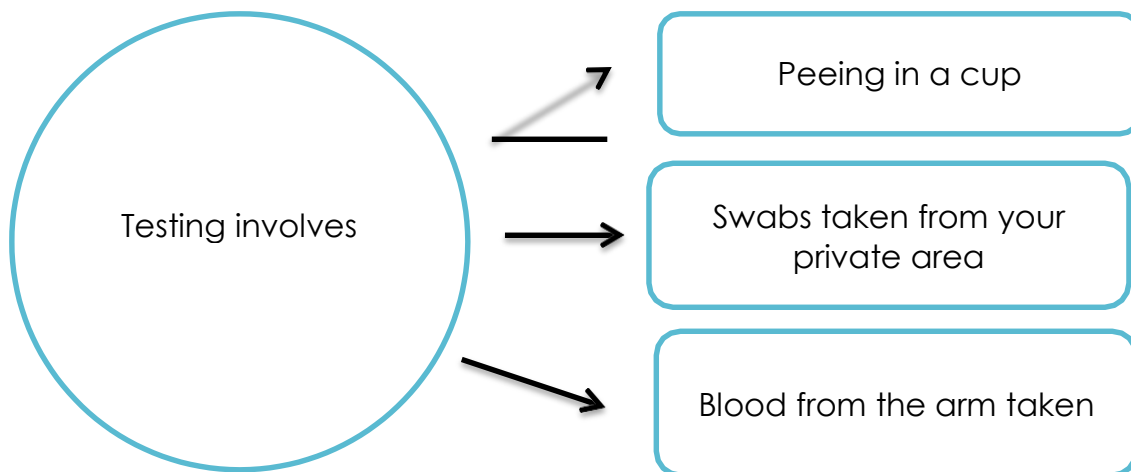 Testing involves
Peeing in a cup
Swabs taken from your
private area
Blood from the arm taken